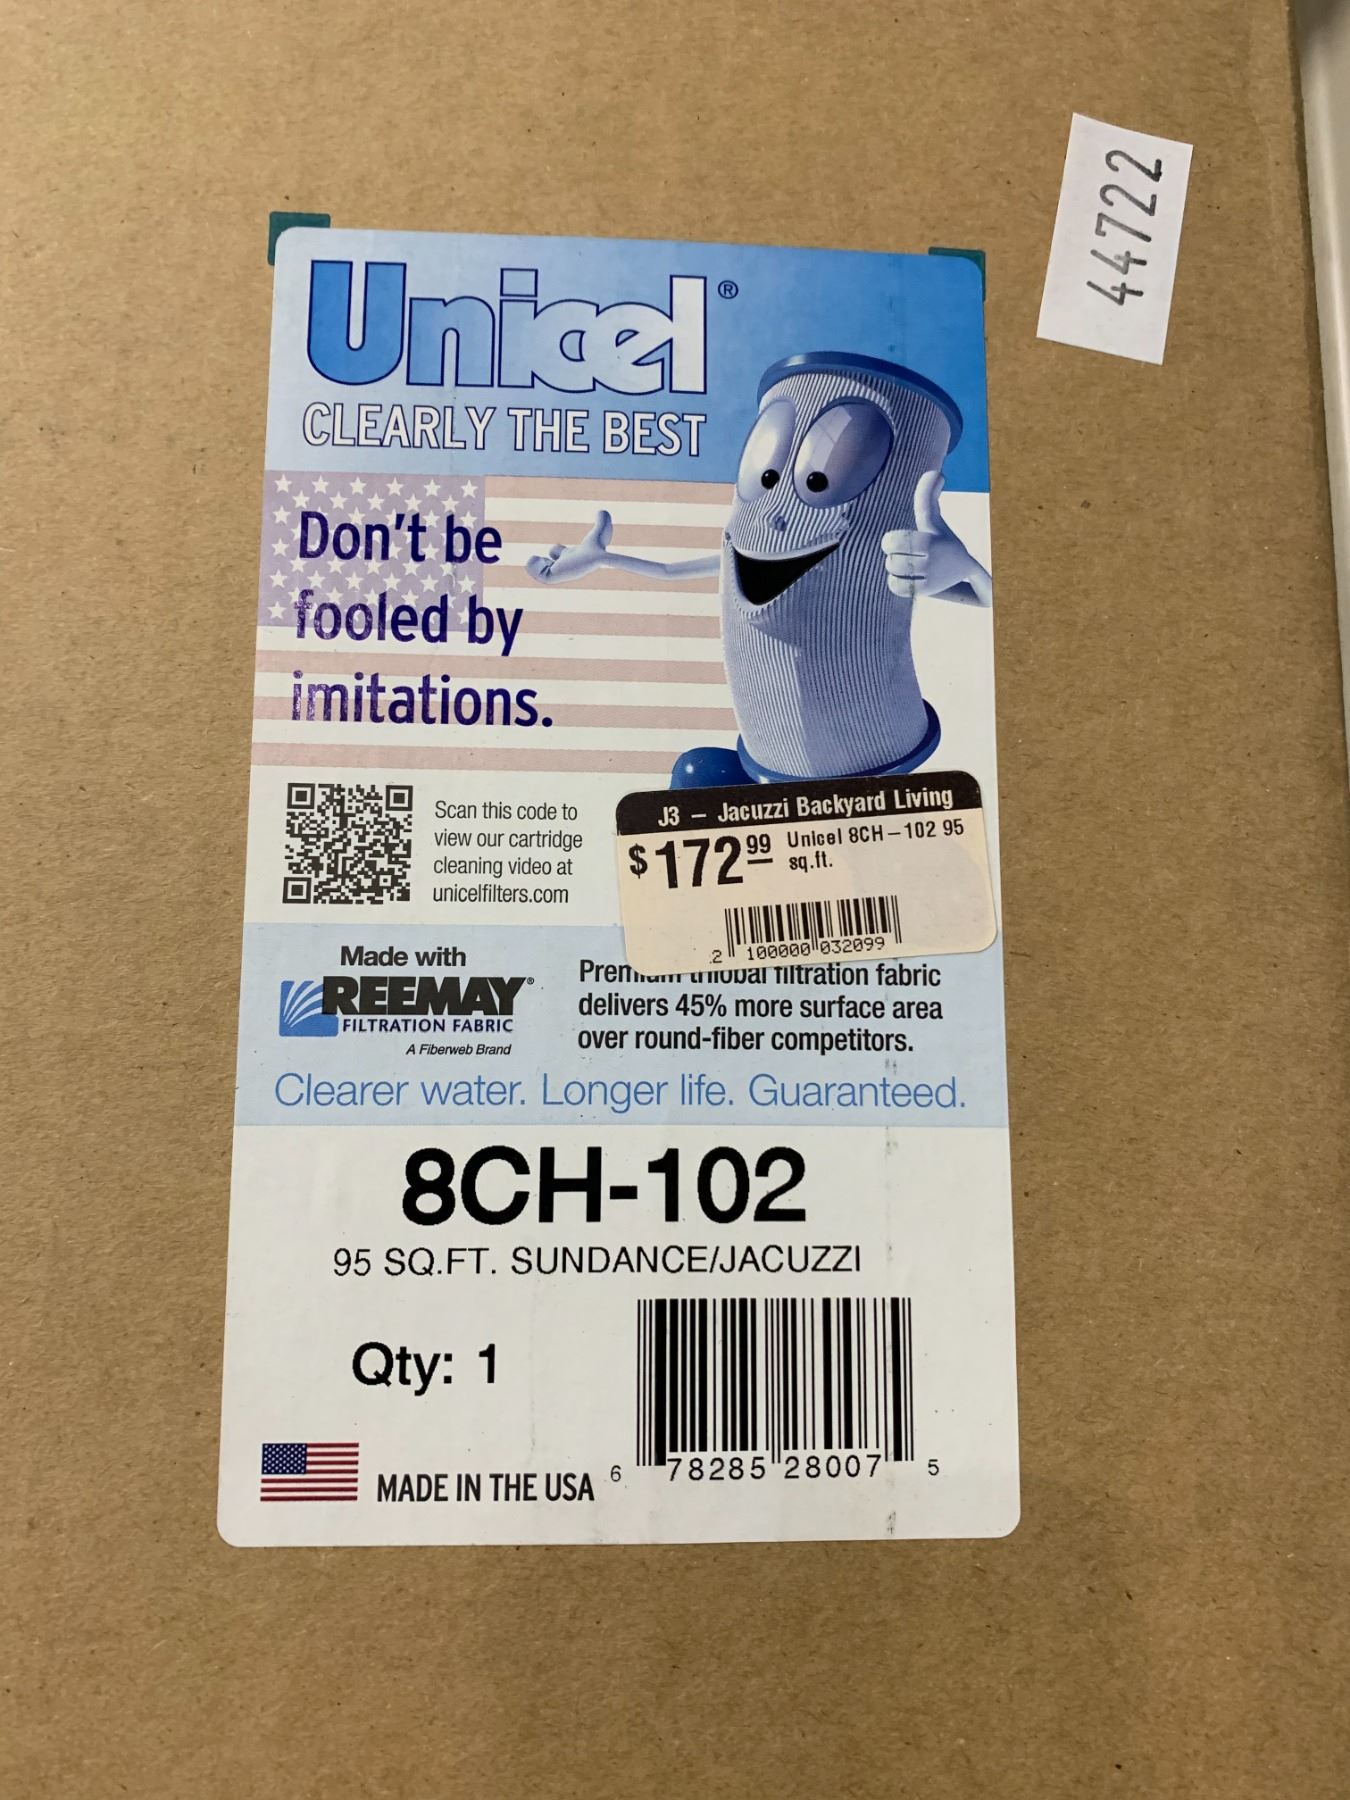 44722
Unicel®
CLEARLY THE BEST
Don't be
fooled by
imitations.
Scan this code to
view our cartridge
cleaning video at
unicelfilters.com
J3 – Jacuzzi Backyard Living
$172.99 Unicel 8CH-102 95
sq.ft.
2 100000 032099
Made with
REEMAY®
FILTRATION FABRIC
A Fiberweb Brand
filtration fabric
delivers 45% more surface area
over round-fiber competitors.
Clearer water. Longer life. Guaranteed.
8CH-102
95 SQ.FT. SUNDANCE/JACUZZI
Qty: 1
MADE IN THE USA
6 78285 28007 5